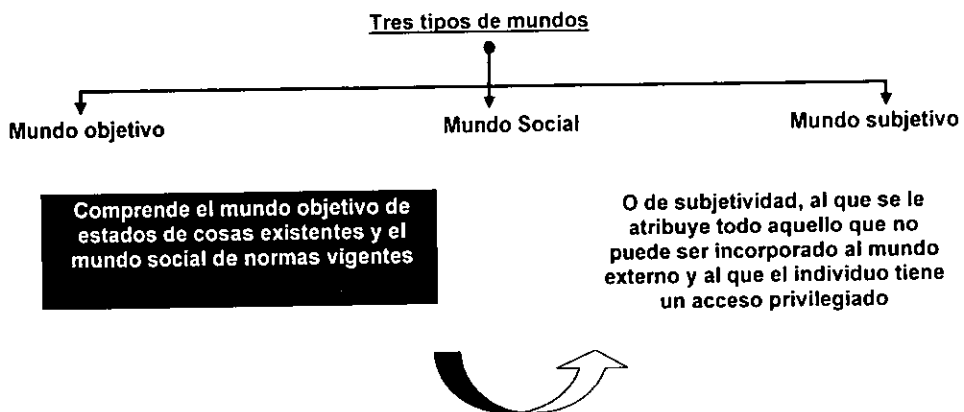 Tres tipos de mundos
Mundo objetivo
Mundo Social
Mundo subjetivo
Comprende el mundo objetivo de
estados de cosas existentes y el
mundo social de normas vigentes
O de subjetividad, al que se le
atribuye todo aquello que no
puede ser incorporado al mundo
externo y al que el individuo tiene
un acceso privilegiado